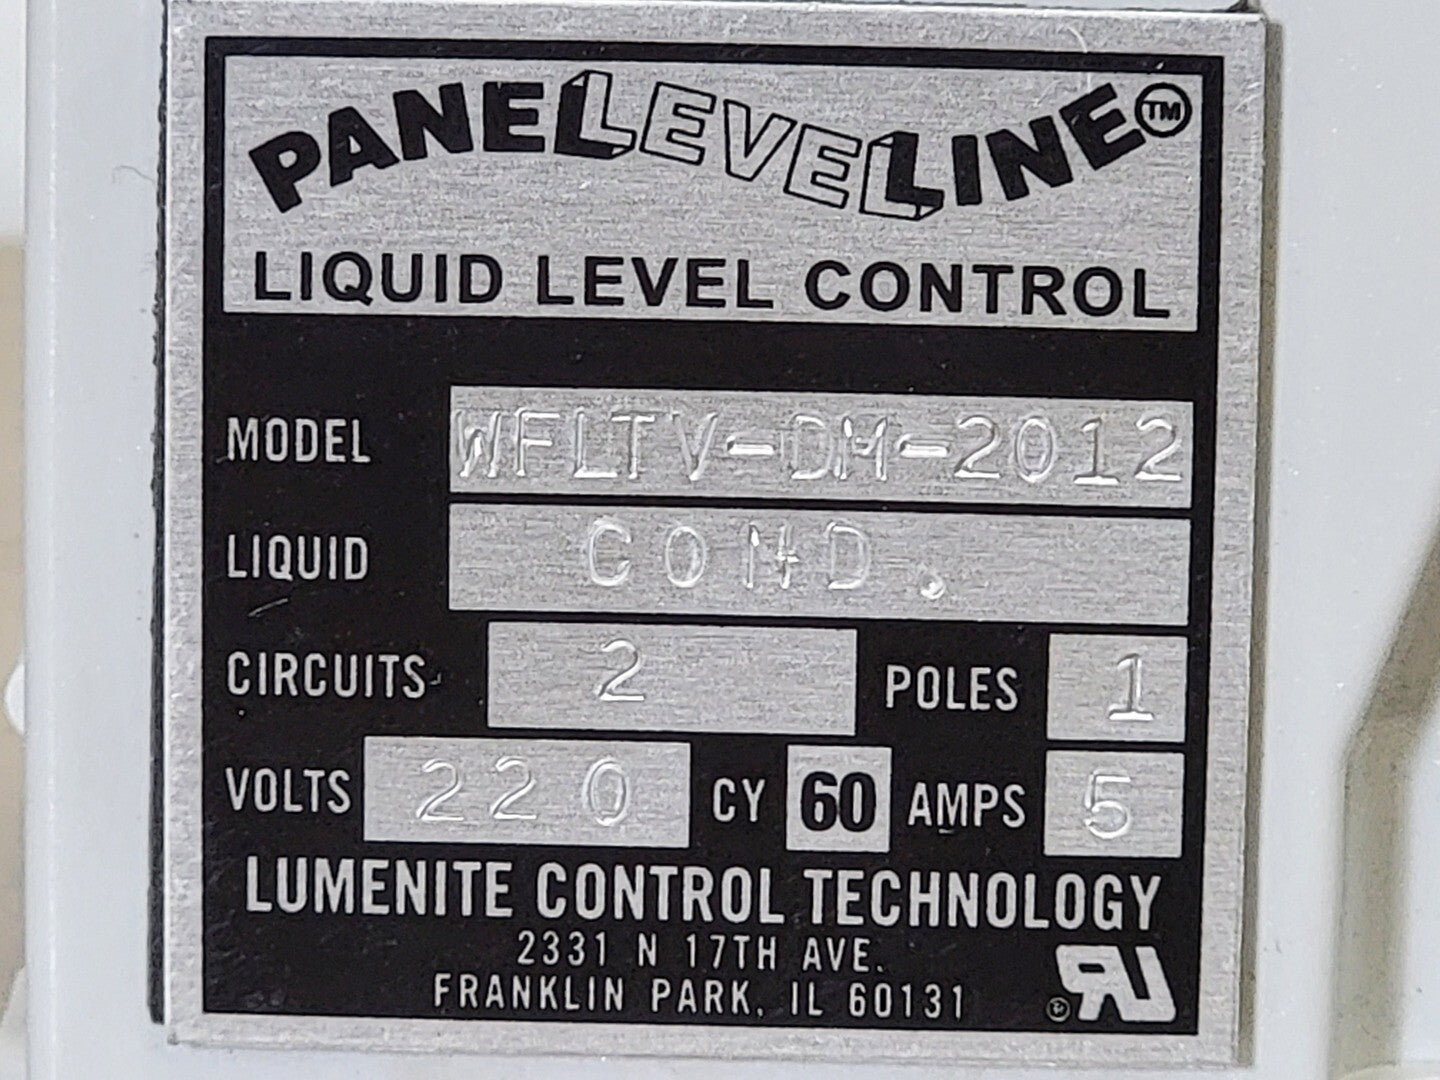 PANELEVELINE™
LIQUID LEVEL CONTROL
MODEL WFLTV-DM-2012
LIQUID COND.
CIRCUITS 2 POLES 1
VOLTS 220 CY 60 AMPS 5
LUMENITE CONTROL TECHNOLOGY
2331 N 17TH AVE.
FRANKLIN PARK, IL 60131
® RU